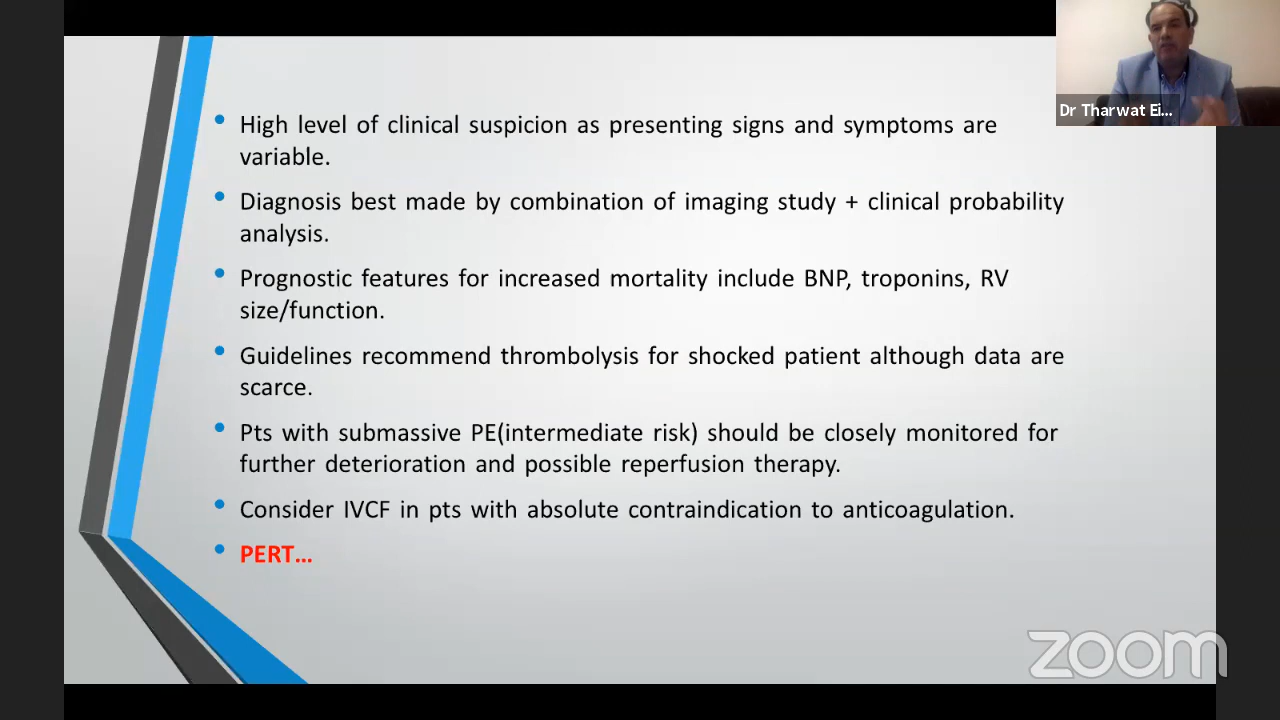 Dr Tharwat Ei...
• High level of clinical suspicion as presenting signs and symptoms are
variable.
• Diagnosis best made by combination of imaging study + clinical probability
analysis.
• Prognostic features for increased mortality include BNP, troponins, RV
size/function.
• Guidelines recommend thrombolysis for shocked patient although data are
scarce.
• Pts with submassive PE(intermediate risk) should be closely monitored for
further deterioration and possible reperfusion therapy.
• Consider IVCF in pts with absolute contraindication to anticoagulation.
• PERT...
zoom